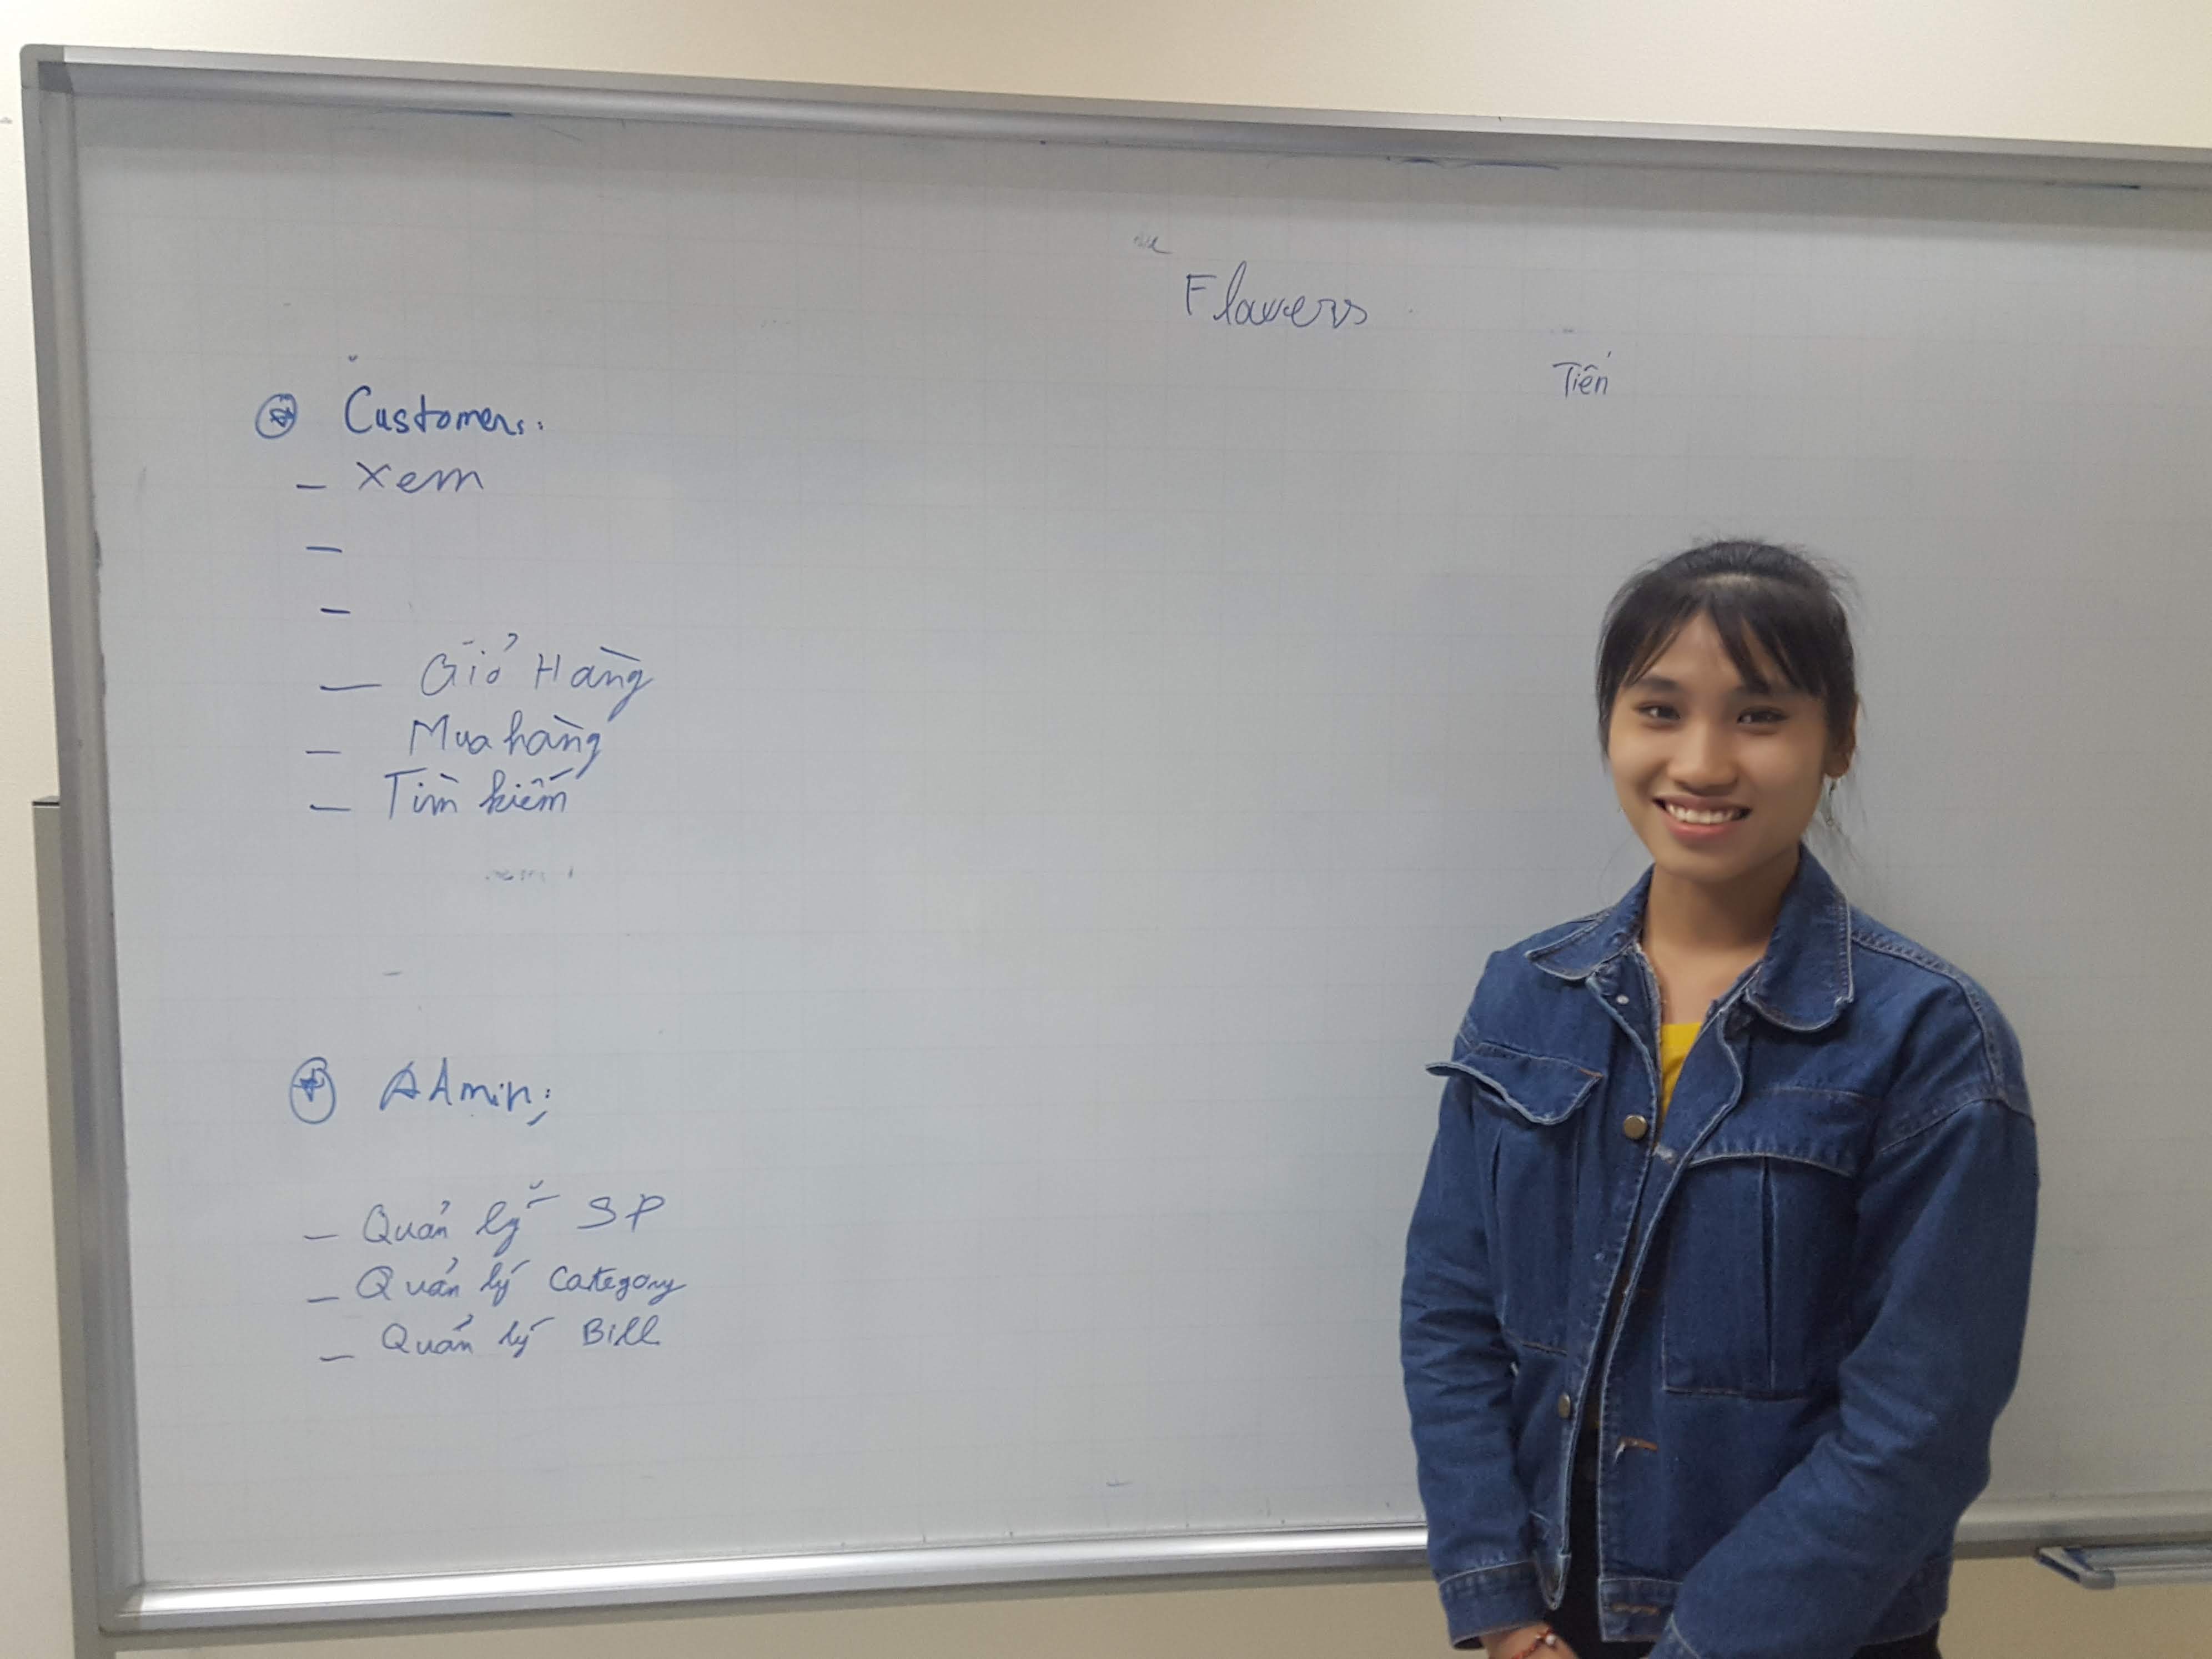 Flowers
Tiến
Customers:
- Xem
-
-
- Giỏ Hàng
- Mua hàng
- Tìm kiếm
Admin:
- Quản lý SP
- Quản lý Category
- Quản lý Bill